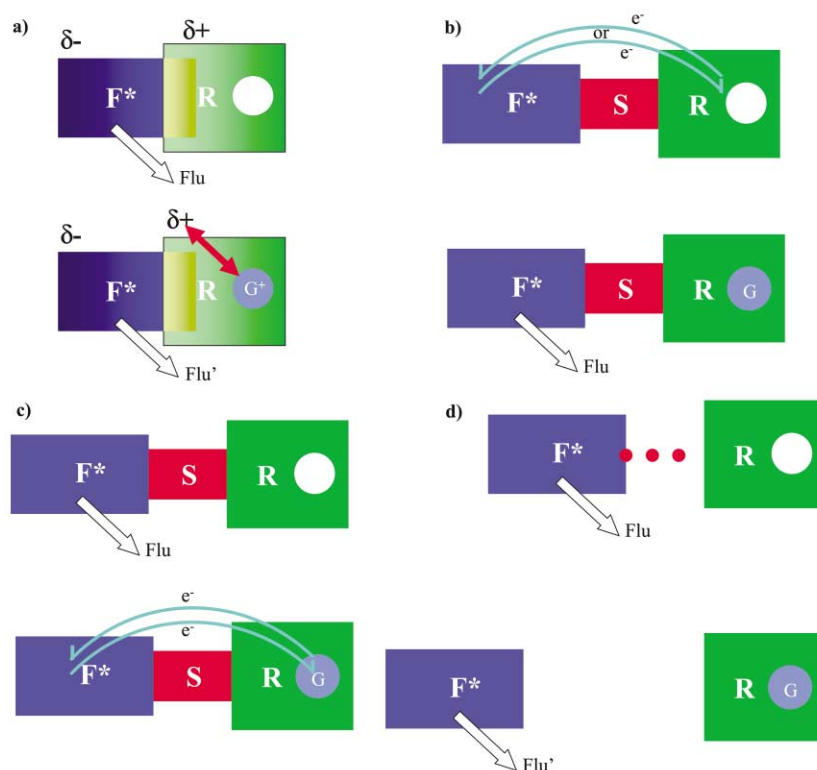 a)
δ- δ+
F* R
Flu
δ- δ+
F* R G⁺
Flu’
b)
e⁻
or
e⁻
F* S R
F* S R G
Flu
c)
F* S R
Flu
e⁻
e⁻
F* S R G
d)
F* R
Flu
F* R G
Flu’